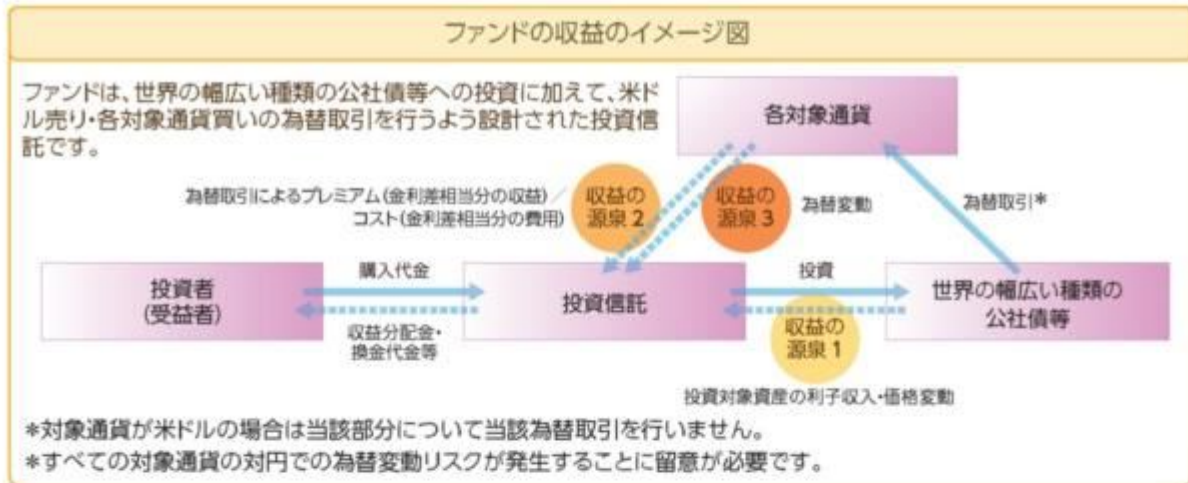 ファンドの収益のイメージ図
ファンドは、世界の幅広い種類の公社債等への投資に加えて、米ド
ル売り・各対象通貨買いの為替取引を行うよう設計された投資信
託です。
各対象通貨
為替取引によるプレミアム(金利差相当分の収益)/
コスト(金利差相当分の費用)
収益の
源泉2
収益の
源泉3
為替変動
為替取引*
投資者
(受益者)
購入代金
収益分配金・
換金代金等
投資信託
投資
収益の
源泉1
世界の幅広い種類の
公社債等
投資対象資産の利子収入・価格変動
*対象通貨が米ドルの場合は当該部分について当該為替取引を行いません。
*すべての対象通貨の対円での為替変動リスクが発生することに留意が必要です。